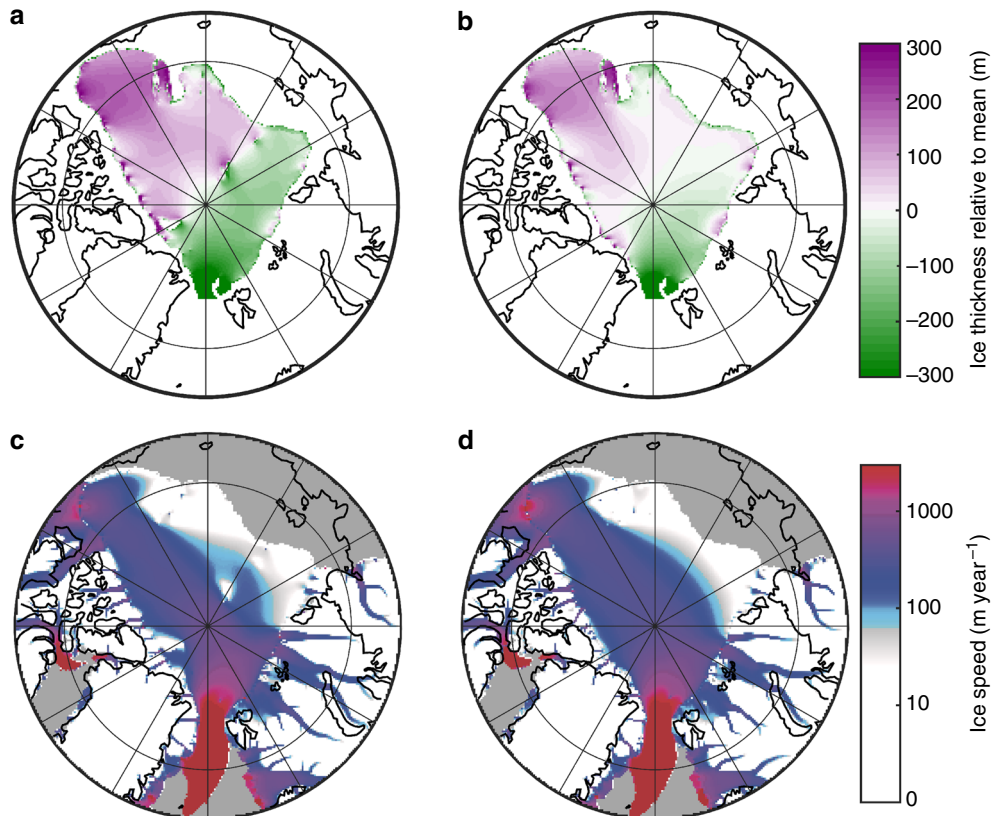 a
b
300
200
100
0
–100
–200
–300
Ice thickness relative to mean (m)
c
d
1000
100
10
0
Ice speed (m year⁻¹)